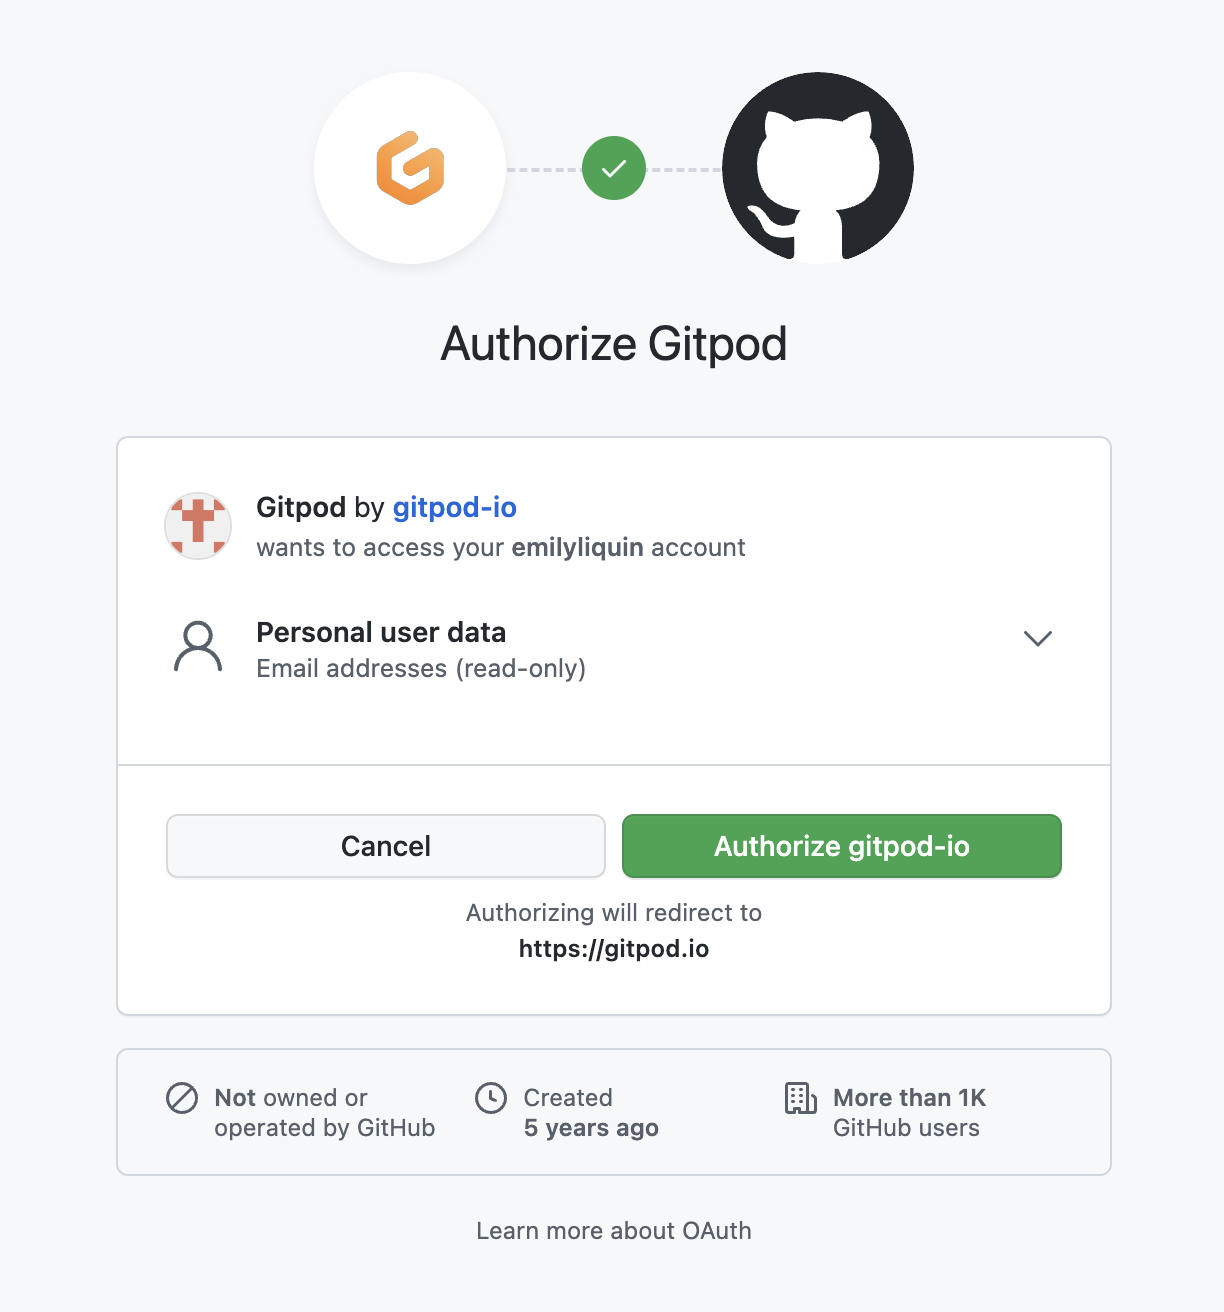 Authorize Gitpod
Gitpod by gitpod-io
wants to access your emilyliquin account
Personal user data
Email addresses (read-only)
Cancel
Authorize gitpod-io
Authorizing will redirect to
https://gitpod.io
Not owned or
operated by GitHub
Created
5 years ago
More than 1K
GitHub users
Learn more about OAuth